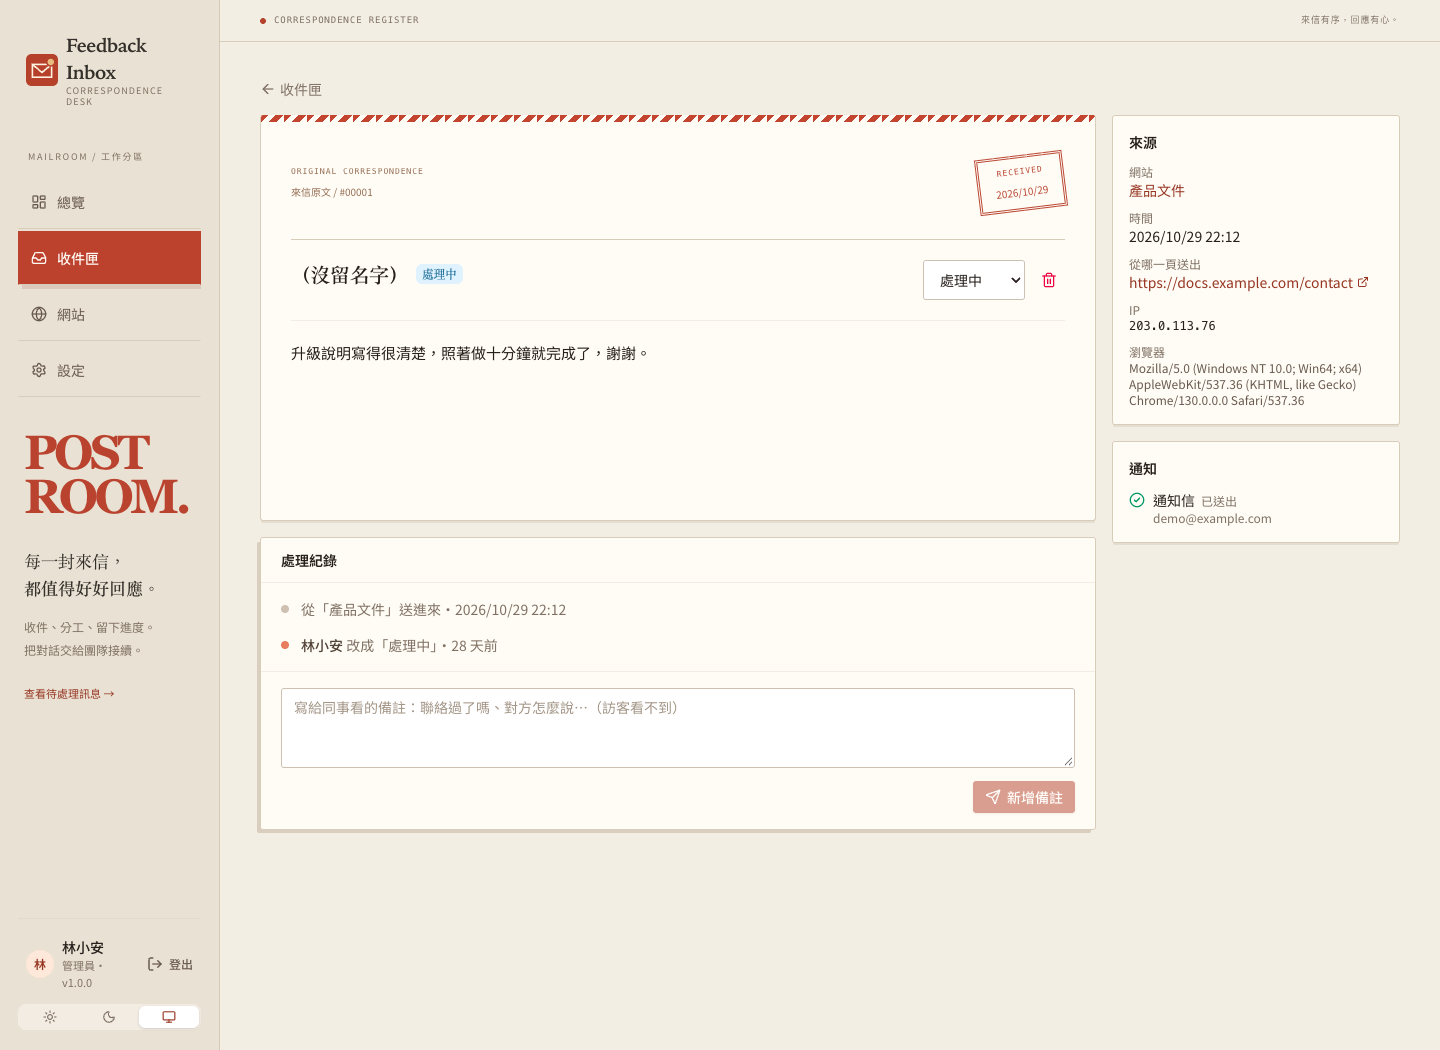 Feedback
Inbox
CORRESPONDENCE
DESK
MAILROOM / 工作分區
總覽
收件匣
網站
設定
POST
ROOM.
每一封來信，
都值得好好回應。
收件、分工、留下進度。
把對話交給團隊接續。
查看待處理訊息 →
林
林小安
管理員・
v1.0.0
登出
CORRESPONDENCE REGISTER
來信有序，回應有心。
收件匣
ORIGINAL CORRESPONDENCE
來信原文 / #00001
RECEIVED
2026/10/29
（沒留名字）
處理中
處理中
升級說明寫得很清楚，照著做十分鐘就完成了，謝謝。
處理紀錄
從「產品文件」送進來・2026/10/29 22:12
林小安 改成「處理中」・28 天前
寫給同事看的備註：聯絡過了嗎、對方怎麼說…（訪客看不到）
新增備註
來源
網站
產品文件
時間
2026/10/29 22:12
從哪一頁送出
https://docs.example.com/contact
IP
203.0.113.76
瀏覽器
Mozilla/5.0 (Windows NT 10.0; Win64; x64)
AppleWebKit/537.36 (KHTML, like Gecko)
Chrome/130.0.0.0 Safari/537.36
通知
通知信 已送出
demo@example.com